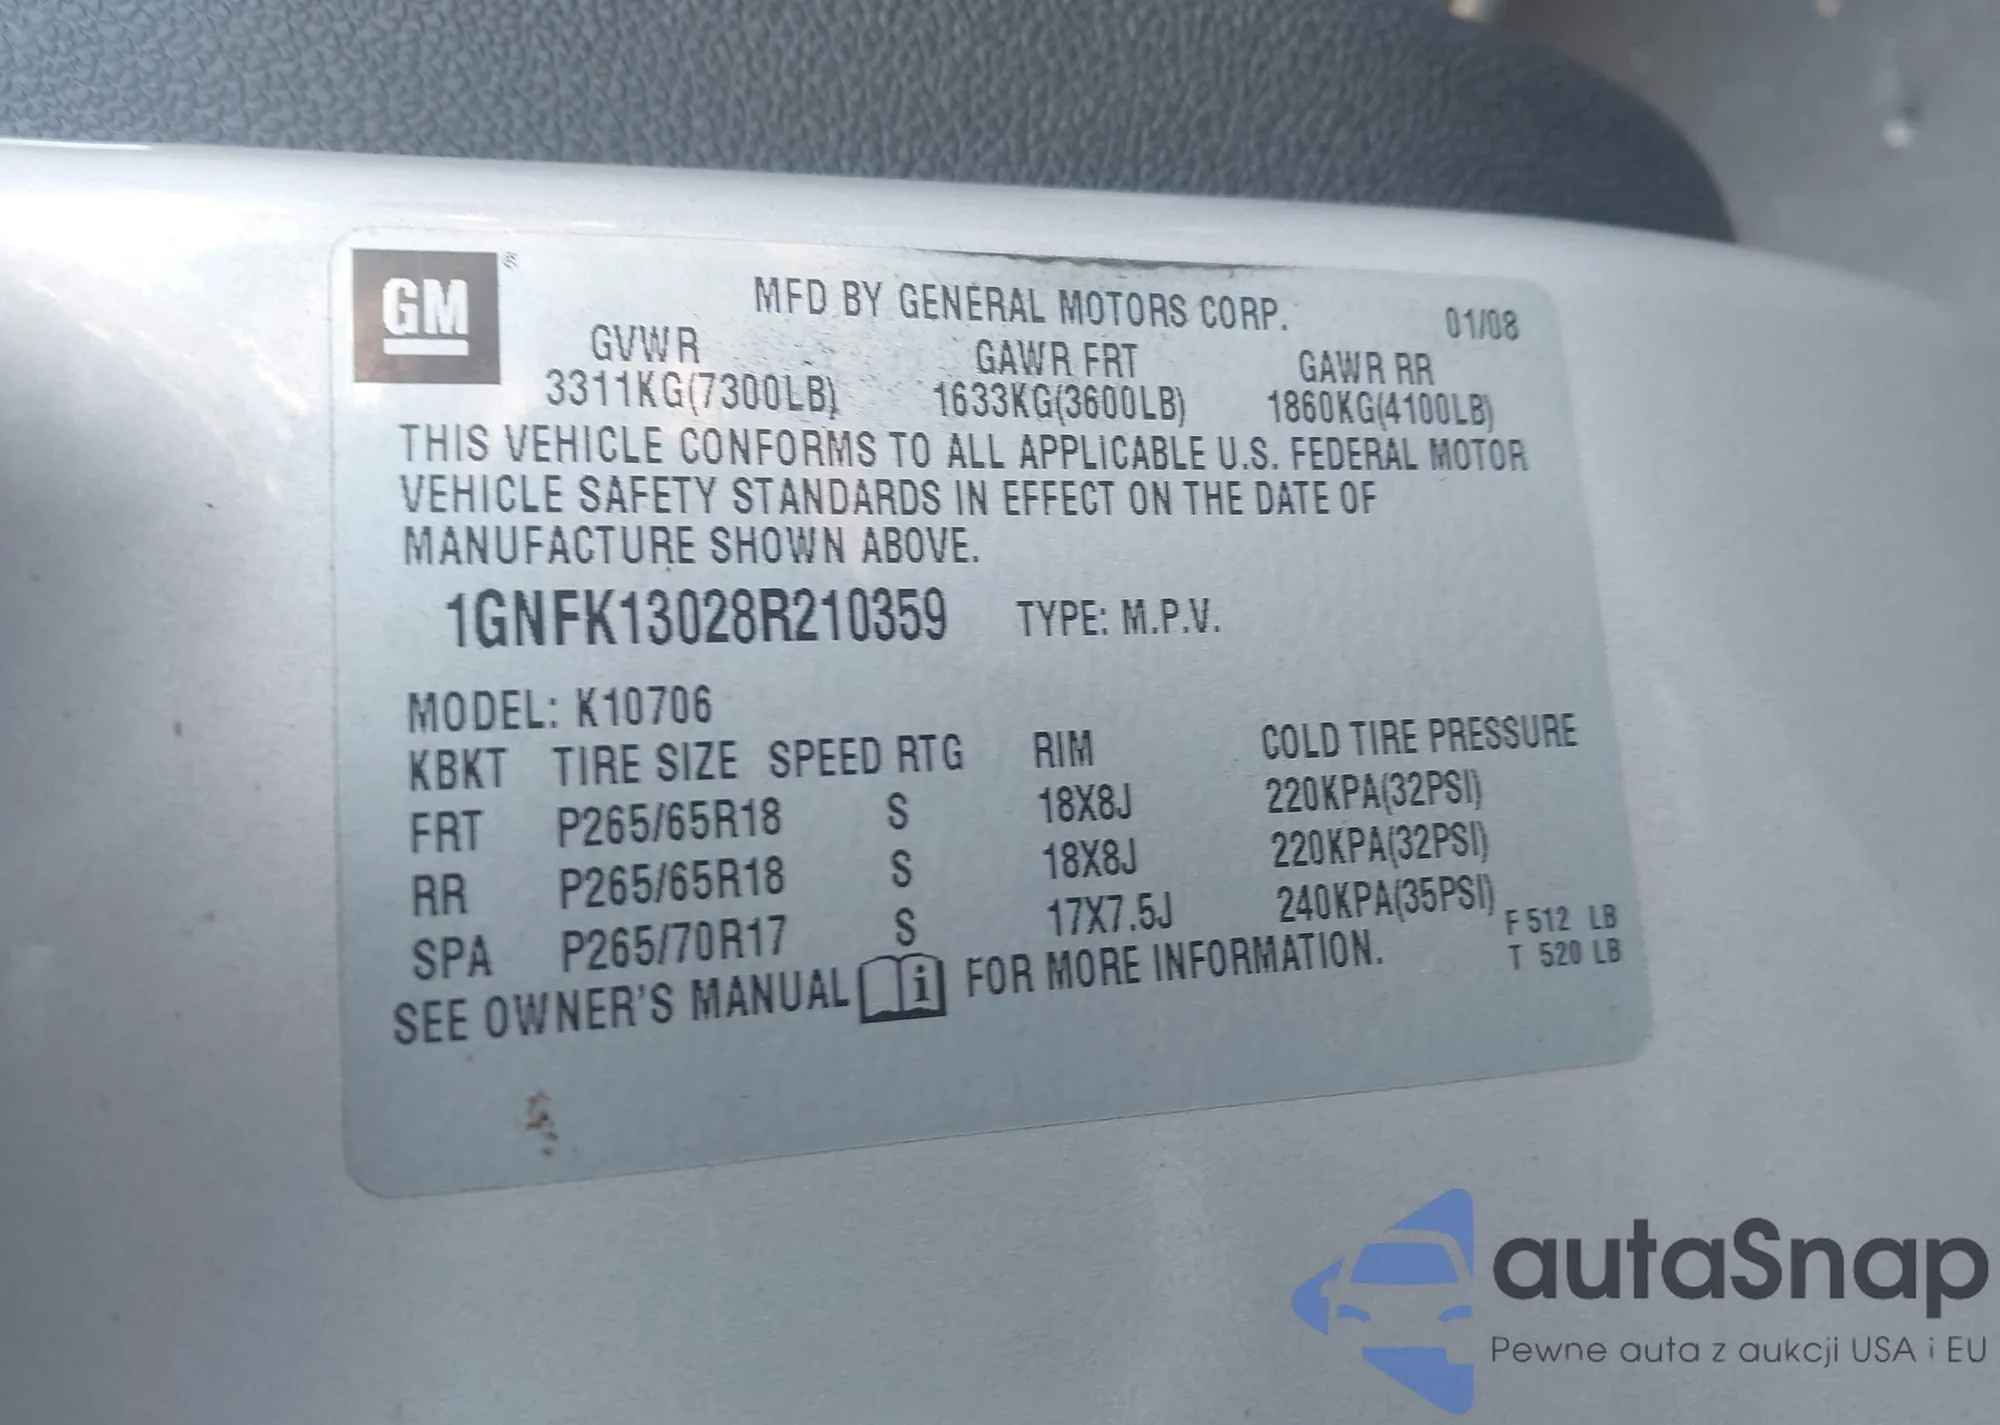 GM
MFD BY GENERAL MOTORS CORP. 01/08
GVWR GAWR FRT GAWR RR
3311KG(7300LB) 1633KG(3600LB) 1860KG(4100LB)
THIS VEHICLE CONFORMS TO ALL APPLICABLE U.S. FEDERAL MOTOR
VEHICLE SAFETY STANDARDS IN EFFECT ON THE DATE OF
MANUFACTURE SHOWN ABOVE.
1GNFK13028R210359 TYPE: M.P.V.
MODEL: K10706
KBKT TIRE SIZE SPEED RTG RIM COLD TIRE PRESSURE
FRT P265/65R18 S 18X8J 220KPA(32PSI)
RR P265/65R18 S 18X8J 220KPA(32PSI)
SPA P265/70R17 S 17X7.5J 240KPA(35PSI)
SEE OWNER'S MANUAL i FOR MORE INFORMATION.
F 512 LB
T 520 LB
autaSnap
Pewne auta z aukcji USA i EU